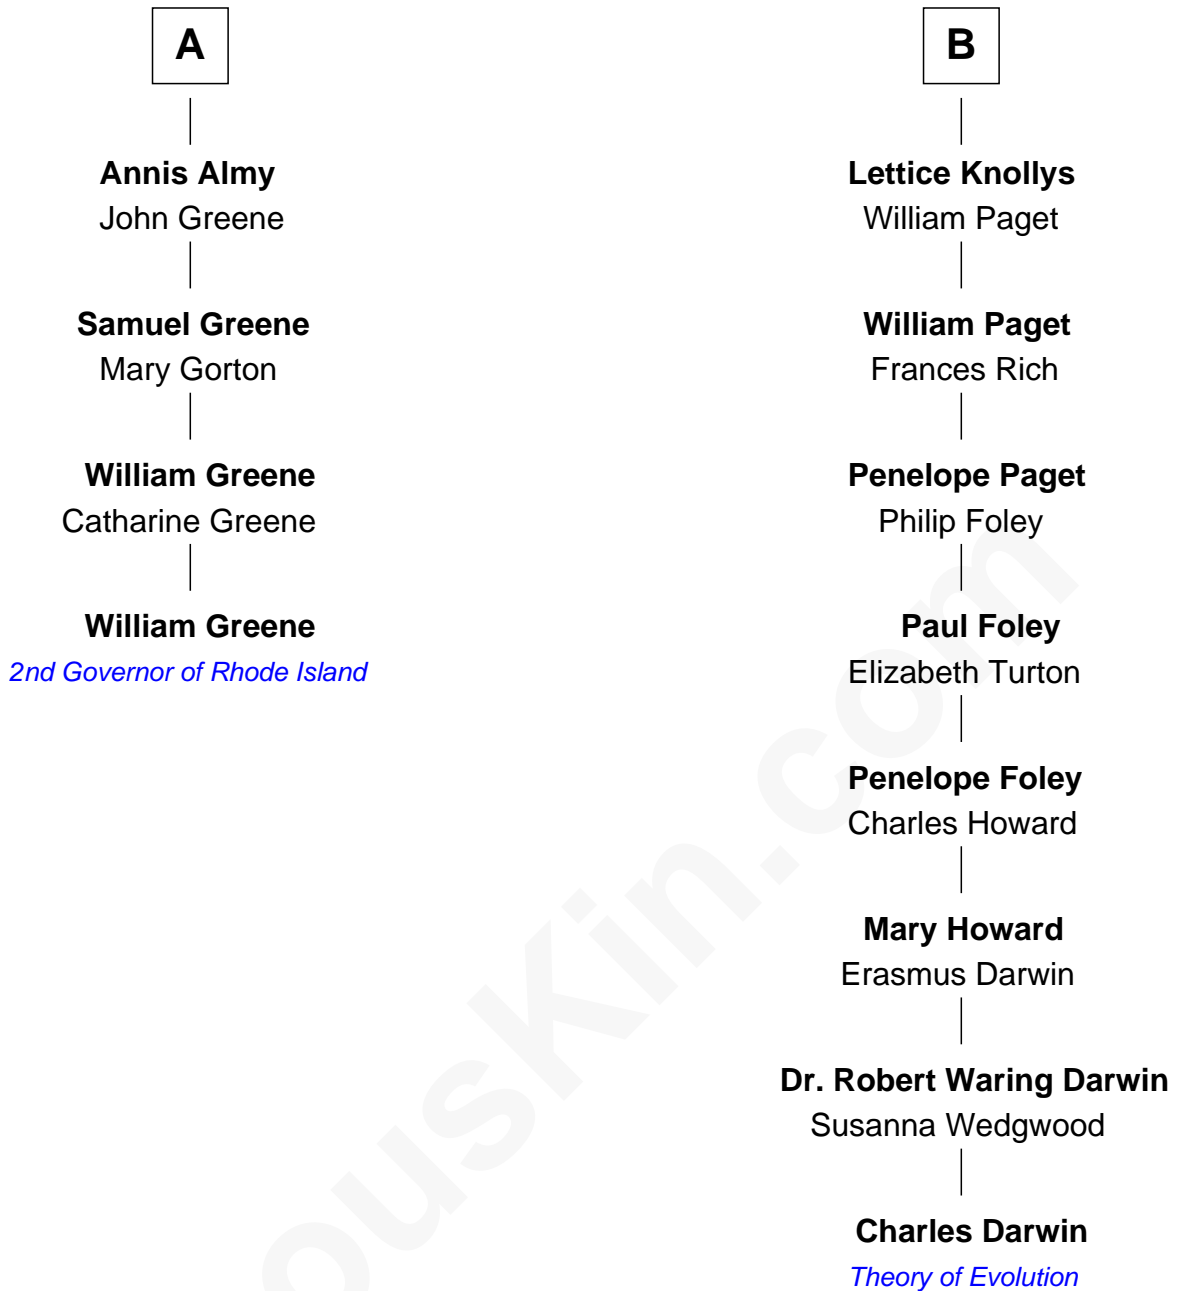 A
Annis Almy
John Greene
Samuel Greene
Mary Gorton
William Greene
Catharine Greene
William Greene
2nd Governor of Rhode Island
B
Lettice Knollys
William Paget
William Paget
Frances Rich
Penelope Paget
Philip Foley
Paul Foley
Elizabeth Turton
Penelope Foley
Charles Howard
Mary Howard
Erasmus Darwin
Dr. Robert Waring Darwin
Susanna Wedgwood
Charles Darwin
Theory of Evolution
ousKin.com